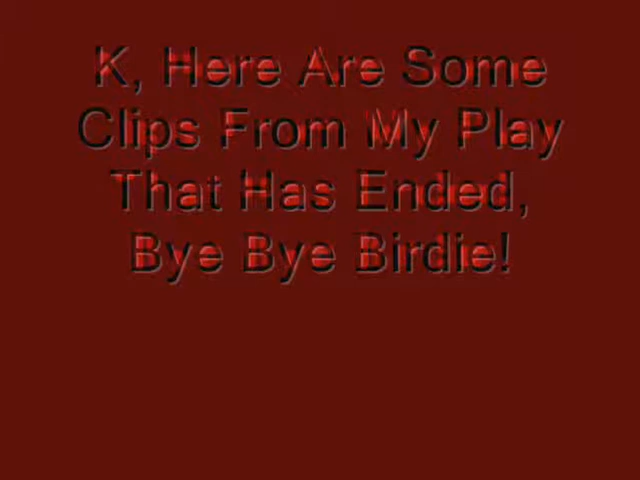 K, Here Are Some
Clips From My Play
That Has Ended,
Bye Bye Birdie!